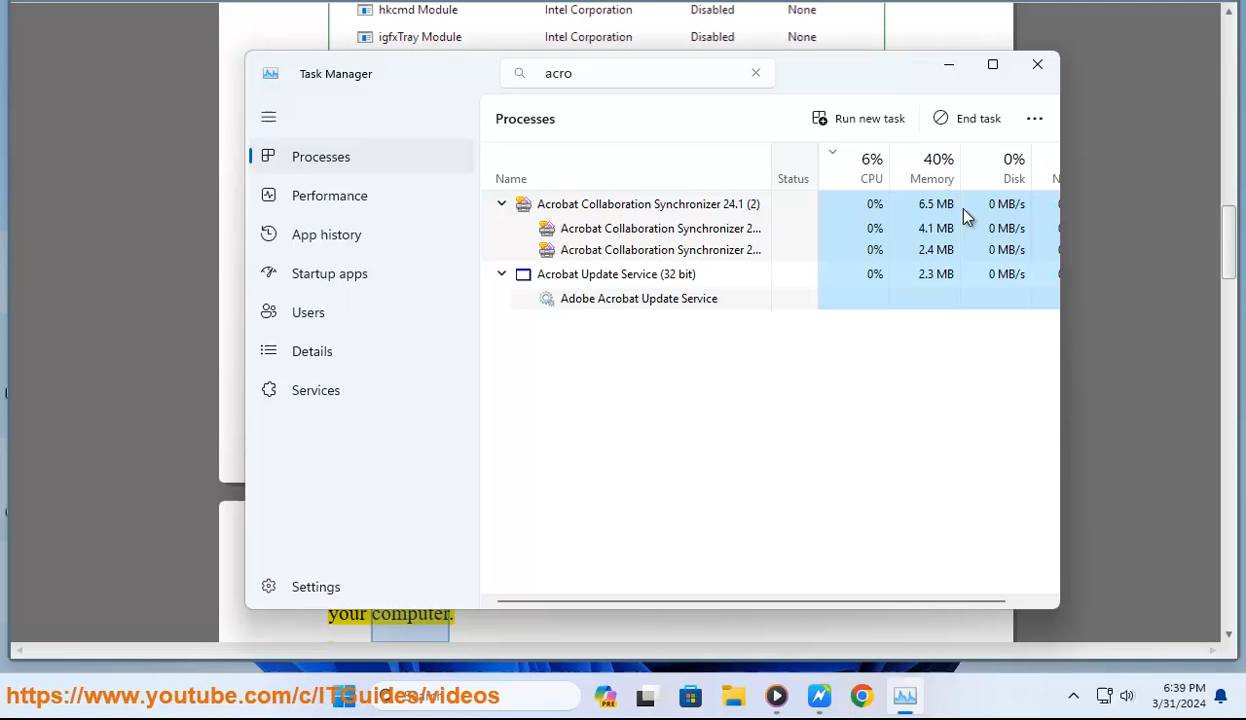 hkcmd Module Intel Corporation Disabled None
igfxTray Module Intel Corporation Disabled None
Task Manager
acro
Processes Run new task End task
Processes
Performance
App history
Startup apps
Users
Details
Services
Settings
6% 40% 0%
Name Status CPU Memory Disk N
Acrobat Collaboration Synchronizer 24.1 (2) 0% 6.5 MB 0 MB/s
Acrobat Collaboration Synchronizer 2... 0% 4.1 MB 0 MB/s
Acrobat Collaboration Synchronizer 2... 0% 2.4 MB 0 MB/s
Acrobat Update Service (32 bit) 0% 2.3 MB 0 MB/s
Adobe Acrobat Update Service
your computer.
https://www.youtube.com/c/ITGuides/videos
PRE
6:39 PM
3/31/2024